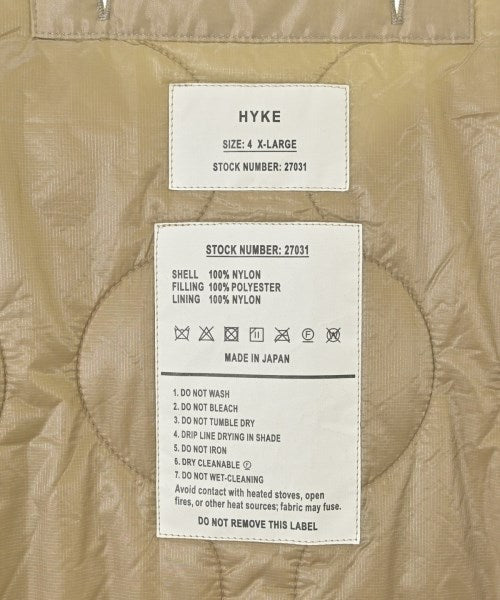 HYKE
SIZE: 4 X-LARGE
STOCK NUMBER: 27031
STOCK NUMBER: 27031
SHELL 100% NYLON
FILLING 100% POLYESTER
LINING 100% NYLON
MADE IN JAPAN
1. DO NOT WASH
2. DO NOT BLEACH
3. DO NOT TUMBLE DRY
4. DRIP LINE DRYING IN SHADE
5. DO NOT IRON
6. DRY CLEANABLE Ⓕ
7. DO NOT WET-CLEANING
Avoid contact with heated stoves, open
fires, or other heat sources; fabric may fuse.
DO NOT REMOVE THIS LABEL